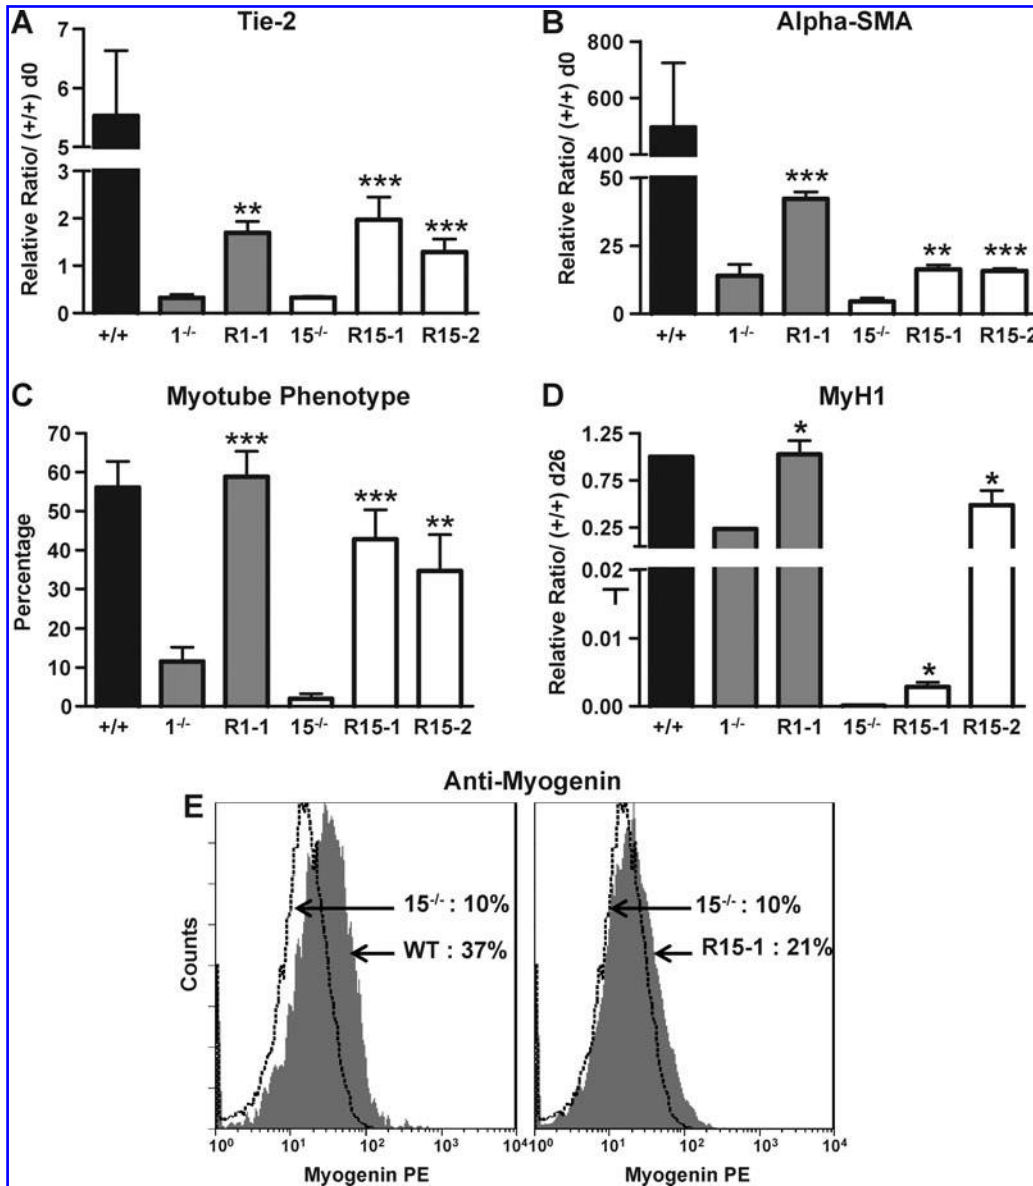 A Tie-2
Relative Ratio/ (+/+) d0
7
6
5
3
2
1
0
** *** ***
+/+ 1-/- R1-1 15-/- R15-1 R15-2
B Alpha-SMA
Relative Ratio/ (+/+) d0
800
600
400
50
25
0
*** ** ***
+/+ 1-/- R1-1 15-/- R15-1 R15-2
C Myotube Phenotype
Percentage
70
60
50
40
30
20
10
0
*** *** **
+/+ 1-/- R1-1 15-/- R15-1 R15-2
D MyH1
Relative Ratio/ (+/+) d26
1.25
0.75
0.25
0.02
0.01
0.00
* * *
+/+ 1-/- R1-1 15-/- R15-1 R15-2
Anti-Myogenin
E
Counts
15-/- : 10%
WT : 37%
10⁰ 10¹ 10² 10³ 10⁴
Myogenin PE
15-/- : 10%
R15-1 : 21%
10⁰ 10¹ 10² 10³ 10⁴
Myogenin PE